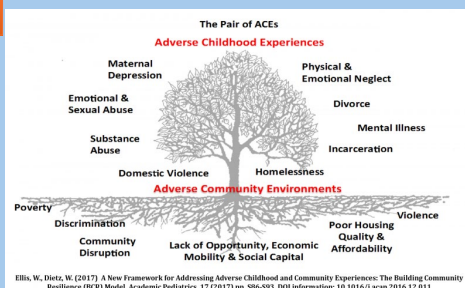 The Pair of ACEs
Adverse Childhood Experiences
Maternal
Depression
Physical &
Emotional Neglect
Emotional &
Sexual Abuse
Divorce
Mental Illness
Substance
Abuse
Incarceration
Domestic Violence
Homelessness
Adverse Community Environments
Poverty
Violence
Discrimination
Poor Housing
Quality &
Affordability
Community
Disruption
Lack of Opportunity, Economic
Mobility & Social Capital
Ellis, W., Dietz, W. (2017) A New Framework for Addressing Adverse Childhood and Community Experiences: The Building Community
Resilience (BCR) Model. Academic Pediatrics. 17 (2017) pp. S86-S93. DOI information: 10.1016/j.acap.2016.12.011